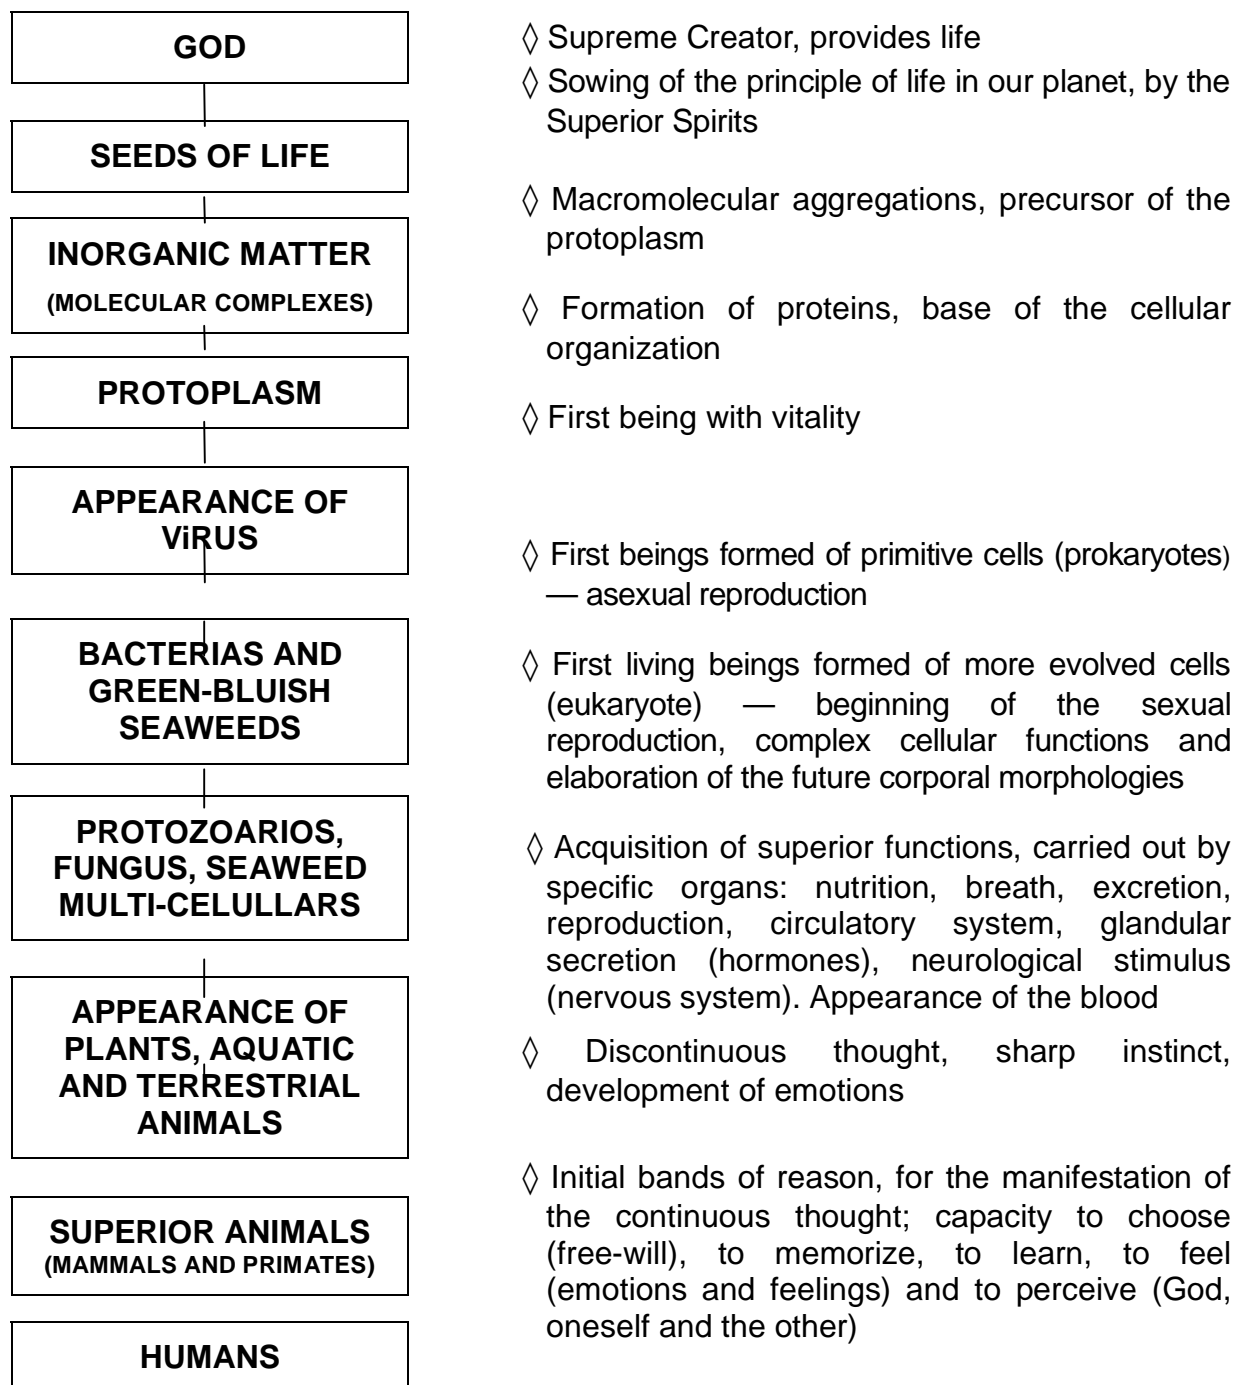 GOD
◊ Supreme Creator, provides life
◊ Sowing of the principle of life in our planet, by the
Superior Spirits
SEEDS OF LIFE
◊ Macromolecular aggregations, precursor of the
protoplasm
INORGANIC MATTER
(MOLECULAR COMPLEXES)
◊ Formation of proteins, base of the cellular
organization
PROTOPLASM
◊ First being with vitality
APPEARANCE OF
ViRUS
◊ First beings formed of primitive cells (prokaryotes)
— asexual reproduction
BACTERIAS AND
GREEN-BLUISH
SEAWEEDS
◊ First living beings formed of more evolved cells
(eukaryote) — beginning of the sexual
reproduction, complex cellular functions and
elaboration of the future corporal morphologies
PROTOZOARIOS,
FUNGUS, SEAWEED
MULTI-CELULLARS
◊ Acquisition of superior functions, carried out by
specific organs: nutrition, breath, excretion,
reproduction, circulatory system, glandular
secretion (hormones), neurological stimulus
(nervous system). Appearance of the blood
APPEARANCE OF
PLANTS, AQUATIC
AND TERRESTRIAL
ANIMALS
◊ Discontinuous thought, sharp instinct,
development of emotions
SUPERIOR ANIMALS
(MAMMALS AND PRIMATES)
◊ Initial bands of reason, for the manifestation of
the continuous thought; capacity to choose
(free-will), to memorize, to learn, to feel
(emotions and feelings) and to perceive (God,
oneself and the other)
HUMANS